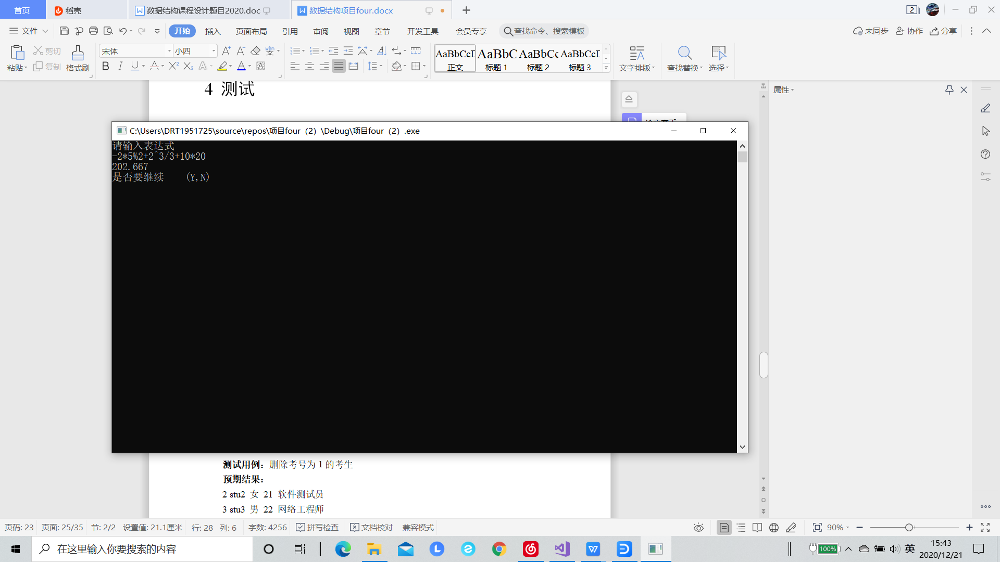 首页
稻壳
数据结构课程设计题目2020.doc
数据结构项目four.docx
2
文件
开始
插入
页面布局
引用
审阅
视图
章节
开发工具
会员专享
查找命令、搜索模板
未同步
协作
分享
粘贴
剪切
复制
格式刷
宋体
小四
AaBbCcD
正文
AaBbC
标题 1
AaBbCc
标题 2
AaBbCcD
标题 3
文字排版
查找替换
选择
4 测试
属性
C:\Users\DRT1951725\source\repos\项目four（2）\Debug\项目four（2）.exe
请输入表达式
-2*5%2+2^3/3+10*20
202.667
是否要继续    (Y,N)
测试用例：删除考号为 1 的考生
预期结果：
2 stu2 女 21 软件测试员
3 stu3 男 22 网络工程师
页码: 23 页面: 25/35 节: 2/2 设置值: 21.1厘米 行: 28 列: 6 字数: 4256 拼写检查 文档校对 兼容模式
90%
在这里输入你要搜索的内容
100%
英
15:43
2020/12/21